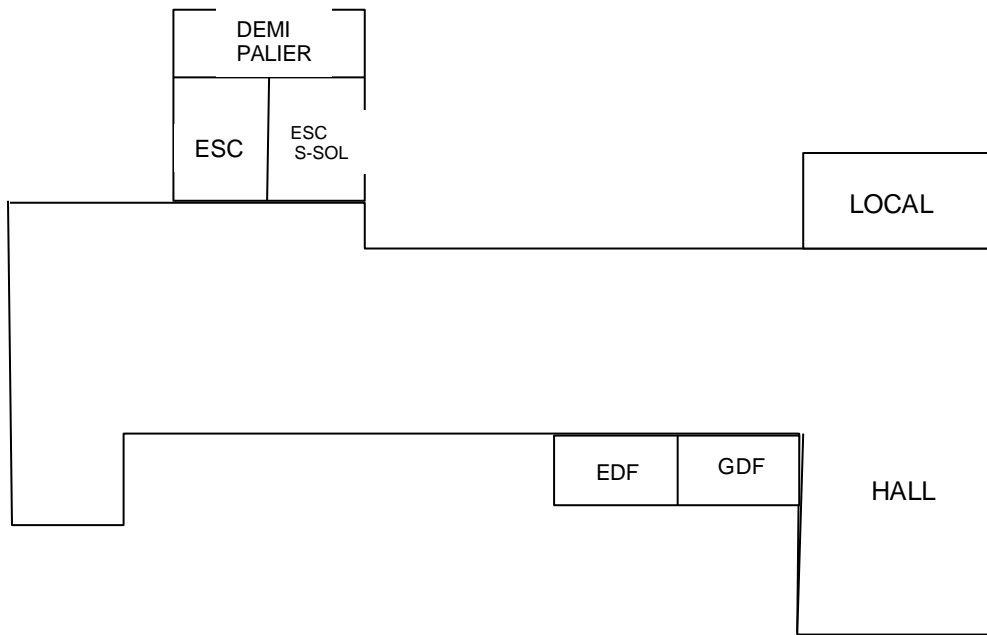 DEMI
PALIER
ESC
ESC
S-SOL
LOCAL
EDF
GDF
HALL